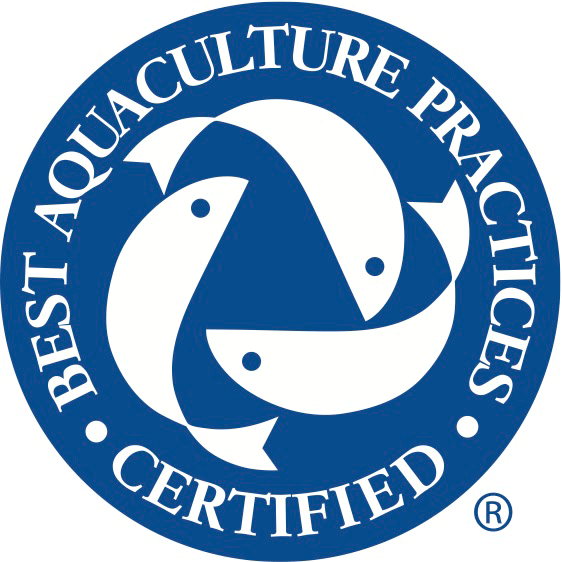 BEST AQUACULTURE PRACTICES
• CERTIFIED •
®